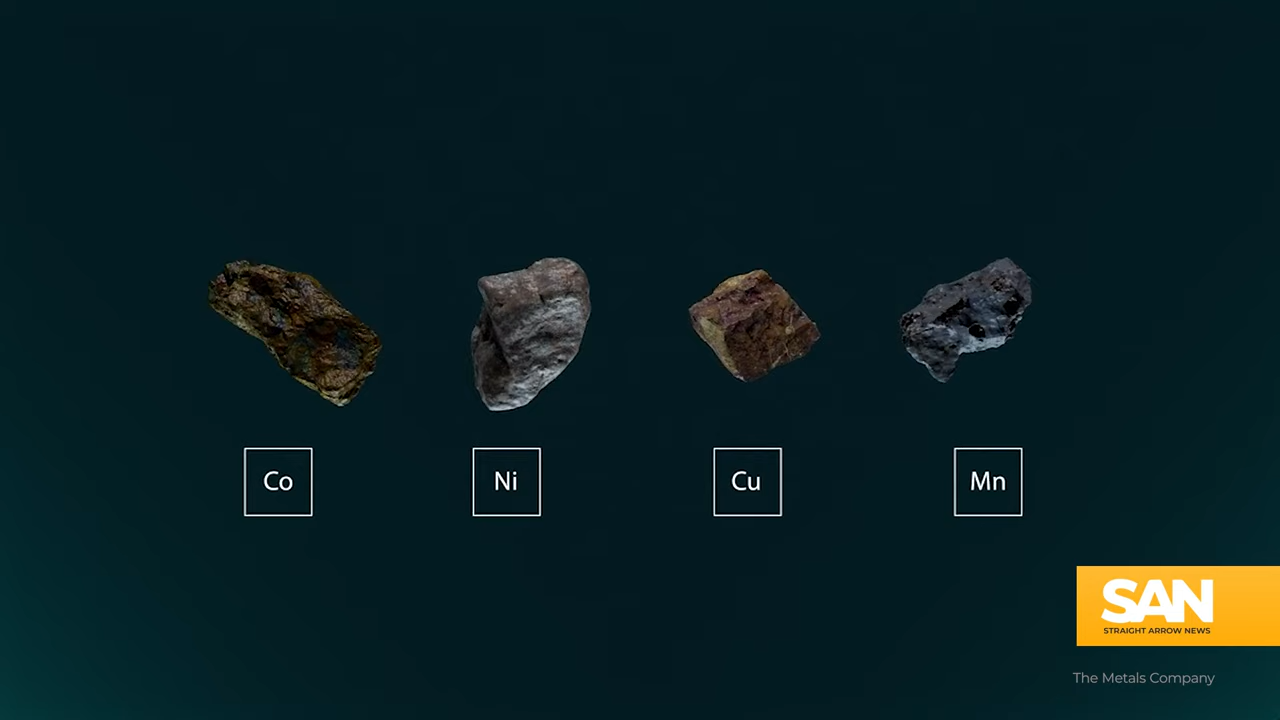 Co
Ni
Cu
Mn
SAN
STRAIGHT ARROW NEWS
The Metals Company